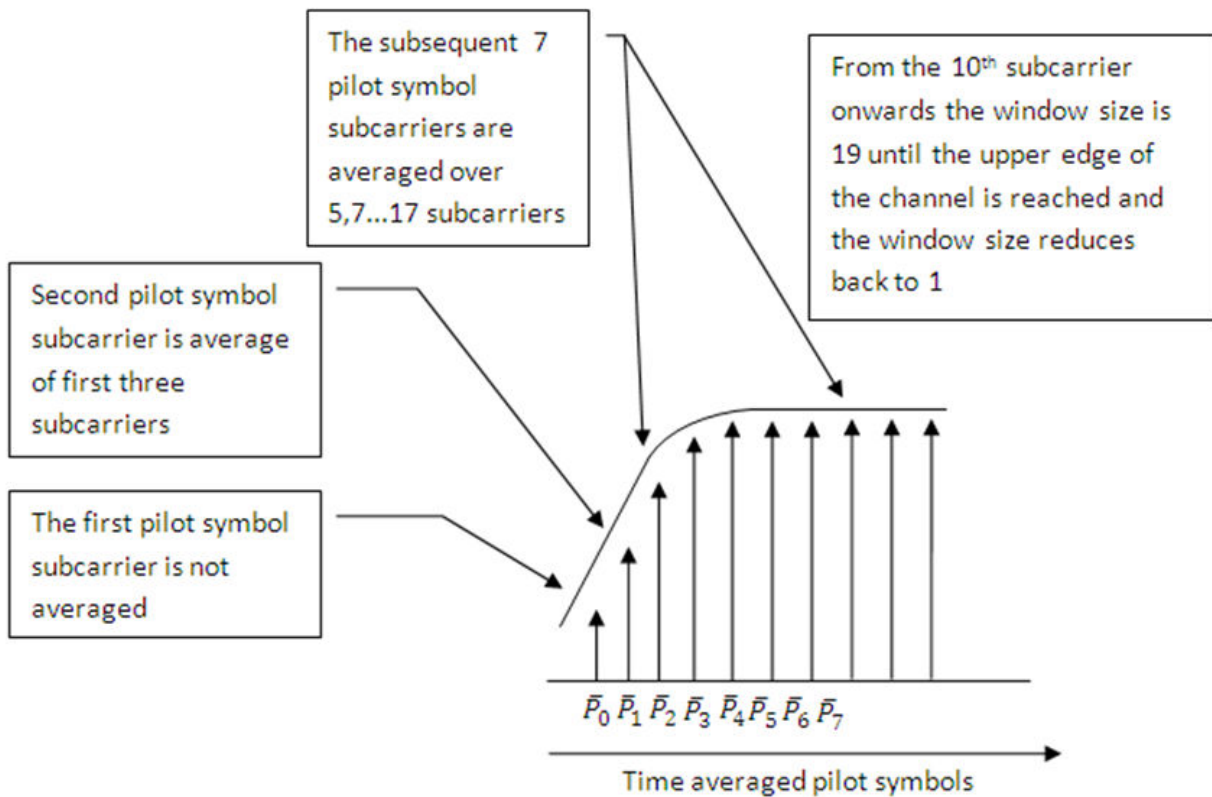 The subsequent 7
pilot symbol
subcarriers are
averaged over
5,7...17 subcarriers
From the 10th subcarrier
onwards the window size is
19 until the upper edge of
the channel is reached and
the window size reduces
back to 1
Second pilot symbol
subcarrier is average
of first three
subcarriers
The first pilot symbol
subcarrier is not
averaged
P̄₀ P̄₁ P̄₂ P̄₃ P̄₄ P̄₅ P̄₆ P̄₇
Time averaged pilot symbols